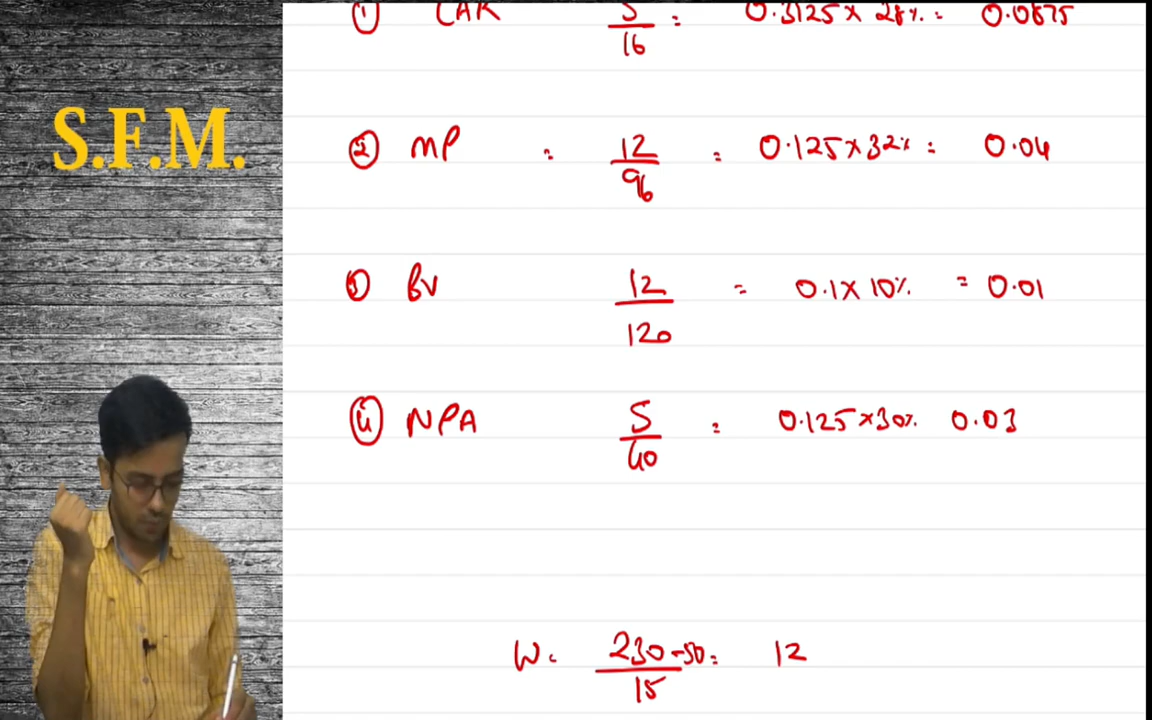 S.F.M.
① CAR 5/16 = 0.3125 × 28% = 0.0875
② MP = 12/96 = 0.125 × 32% = 0.04
③ BV 12/120 = 0.1 × 10% = 0.01
④ NPA 5/40 = 0.125 × 30% 0.03
W = 230-50/15 = 12